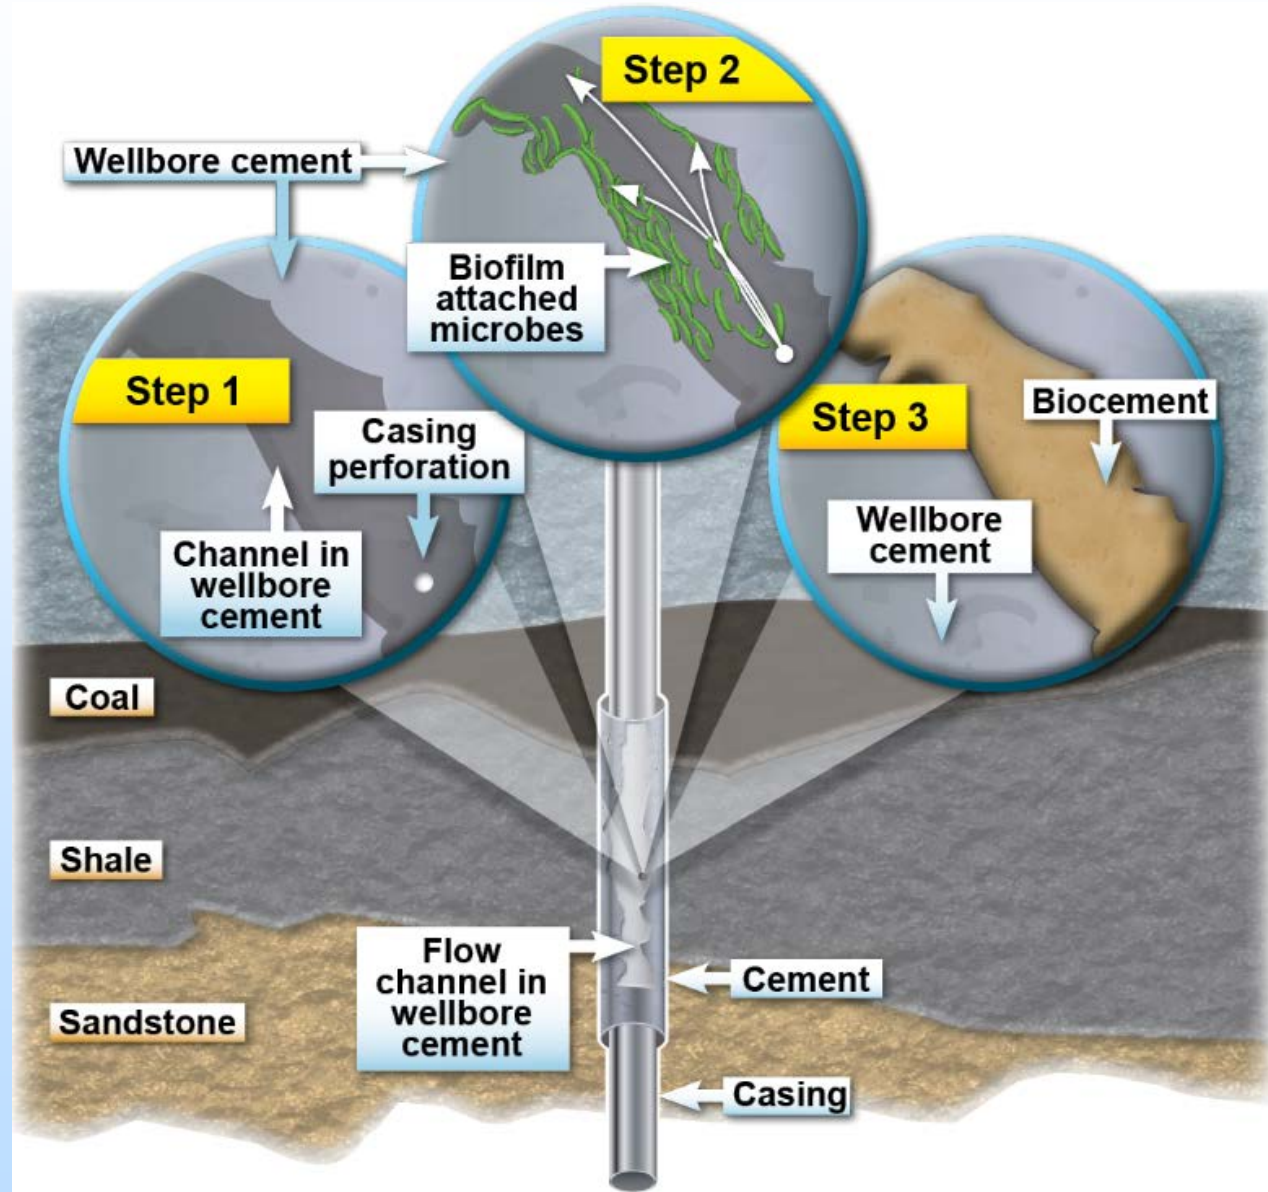 Step 2
Wellbore cement
Biofilm
attached
microbes
Step 1
Casing
perforation
Channel in
wellbore
cement
Step 3
Biocement
Wellbore
cement
Coal
Shale
Flow
channel in
wellbore
cement
Cement
Sandstone
Casing